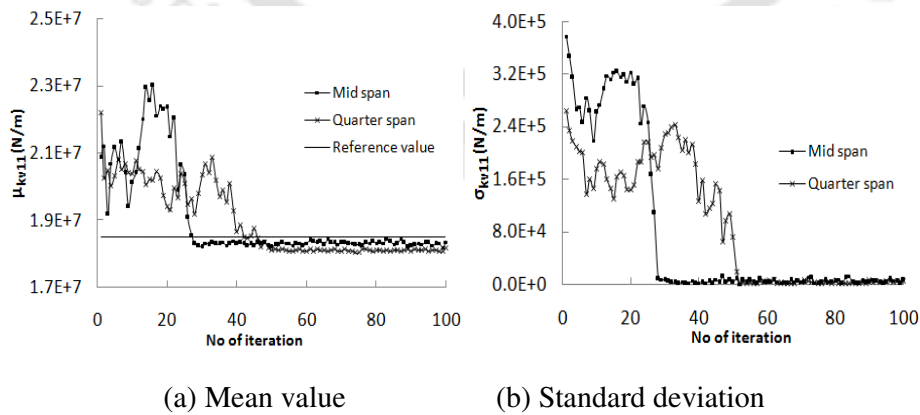 2.5E+7
2.3E+7
2.1E+7
1.9E+7
1.7E+7
μkv11 (N/m)
0 20 40 60 80 100
No of iteration
Mid span
Quarter span
Reference value
4.0E+5
3.2E+5
2.4E+5
1.6E+5
8.0E+4
0.0E+0
σkv11 (N/m)
0 20 40 60 80 100
No of iteration
Mid span
Quarter span
(a) Mean value
(b) Standard deviation